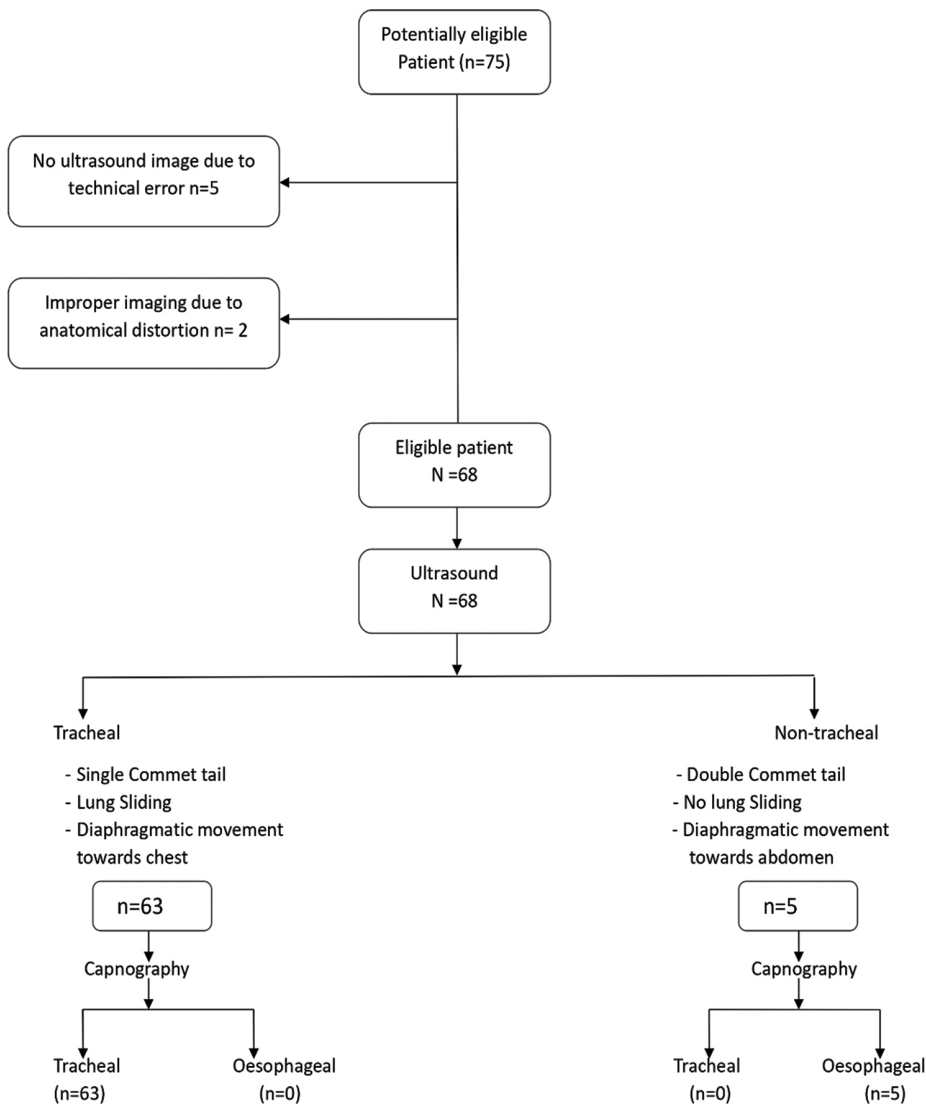 Potentially eligible
Patient (n=75)
No ultrasound image due to
technical error n=5
Improper imaging due to
anatomical distortion n= 2
Eligible patient
N =68
Ultrasound
N =68
Tracheal
- Single Commet tail
- Lung Sliding
- Diaphragmatic movement
towards chest
n=63
Capnography
Tracheal
(n=63)
Oesophageal
(n=0)
Non-tracheal
- Double Commet tail
- No lung Sliding
- Diaphragmatic movement
towards abdomen
n=5
Capnography
Tracheal
(n=0)
Oesophageal
(n=5)